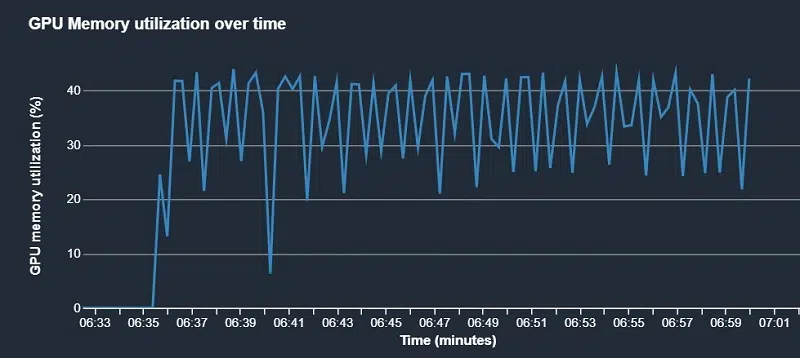 GPU Memory utilization over time
GPU memory utilization (%)
40
30
20
10
0
06:33 06:35 06:37 06:39 06:41 06:43 06:45 06:47 06:49 06:51 06:53 06:55 06:57 06:59 07:01
Time (minutes)